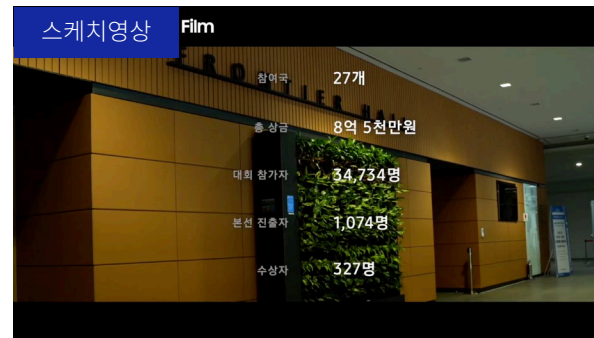 스케치영상 Film
FRONTIER HALL
참여국 27개
총 상금 8억 5천만원
대회 참가자 34,734명
본선 진출자 1,074명
수상자 327명